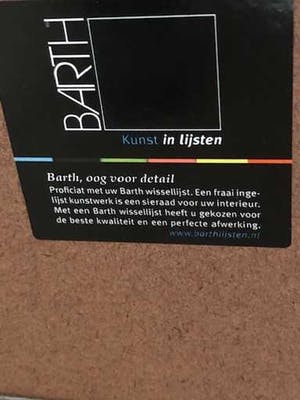 BARTH
Kunst in lijsten
Barth, oog voor detail
Proficiat met uw Barth wissellijst. Een fraai inge-
lijst kunstwerk is een sieraad voor uw interieur.
Met een Barth wissellijst heeft u gekozen voor
de beste kwaliteit en een perfecte afwerking.
www.barthlijsten.nl